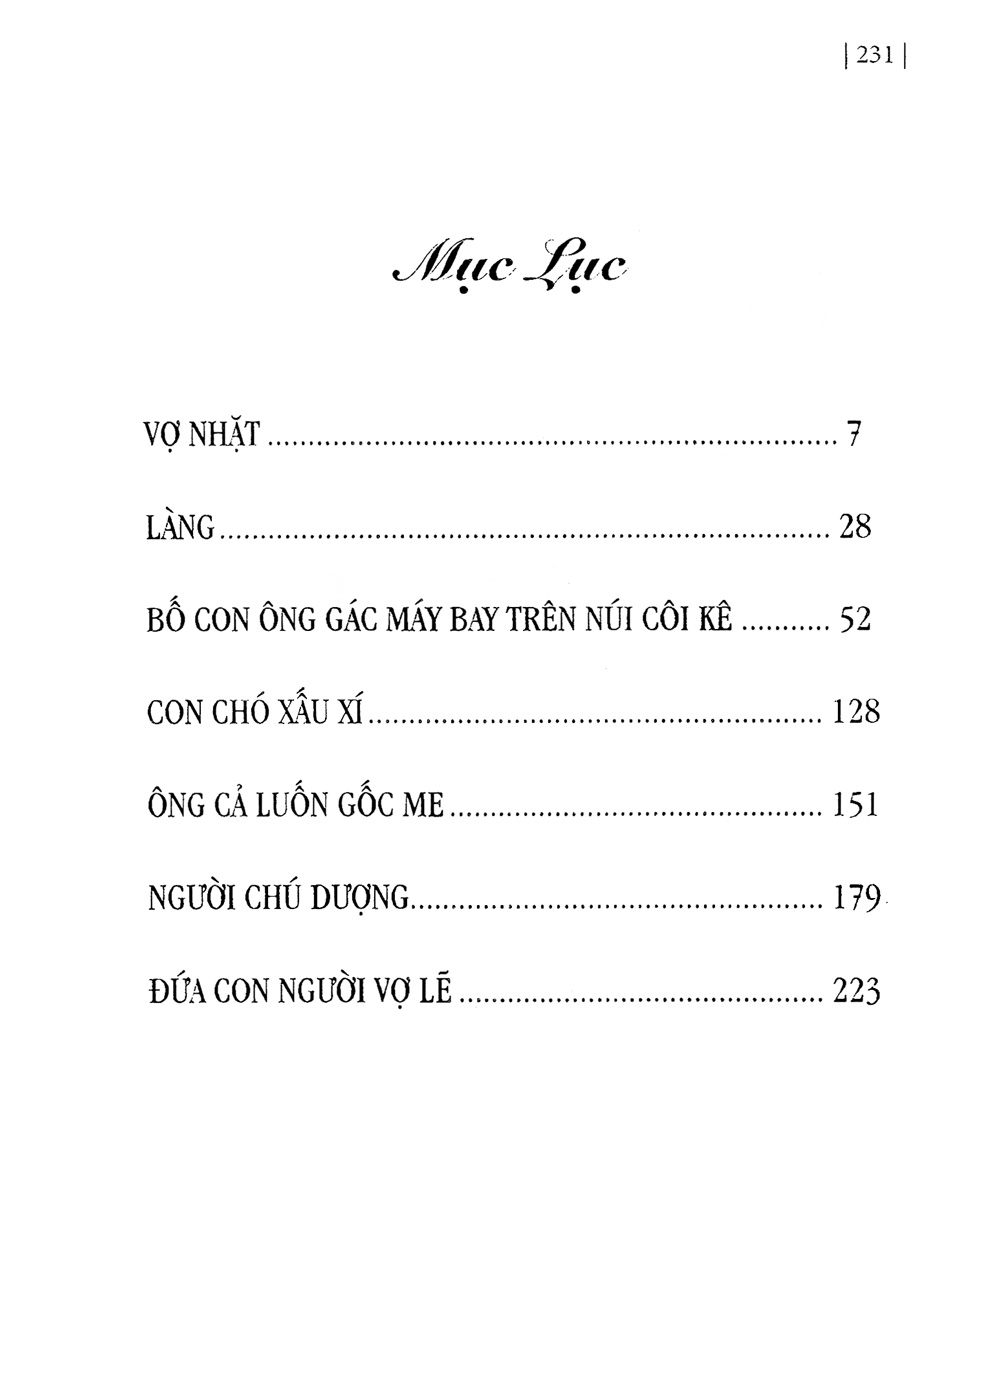 | 231 |
Mục Lục
VỢ NHẶT ........................................................................ 7
LÀNG ........................................................................... 28
BỐ CON ÔNG GÁC MÁY BAY TRÊN NÚI CÔI KÊ ........... 52
CON CHÓ XẤU XÍ ........................................................ 128
ÔNG CẢ LUỐN GỐC ME .............................................. 151
NGƯỜI CHÚ DƯỢNG ................................................... 179
ĐỨA CON NGƯỜI VỢ LẼ ............................................. 223